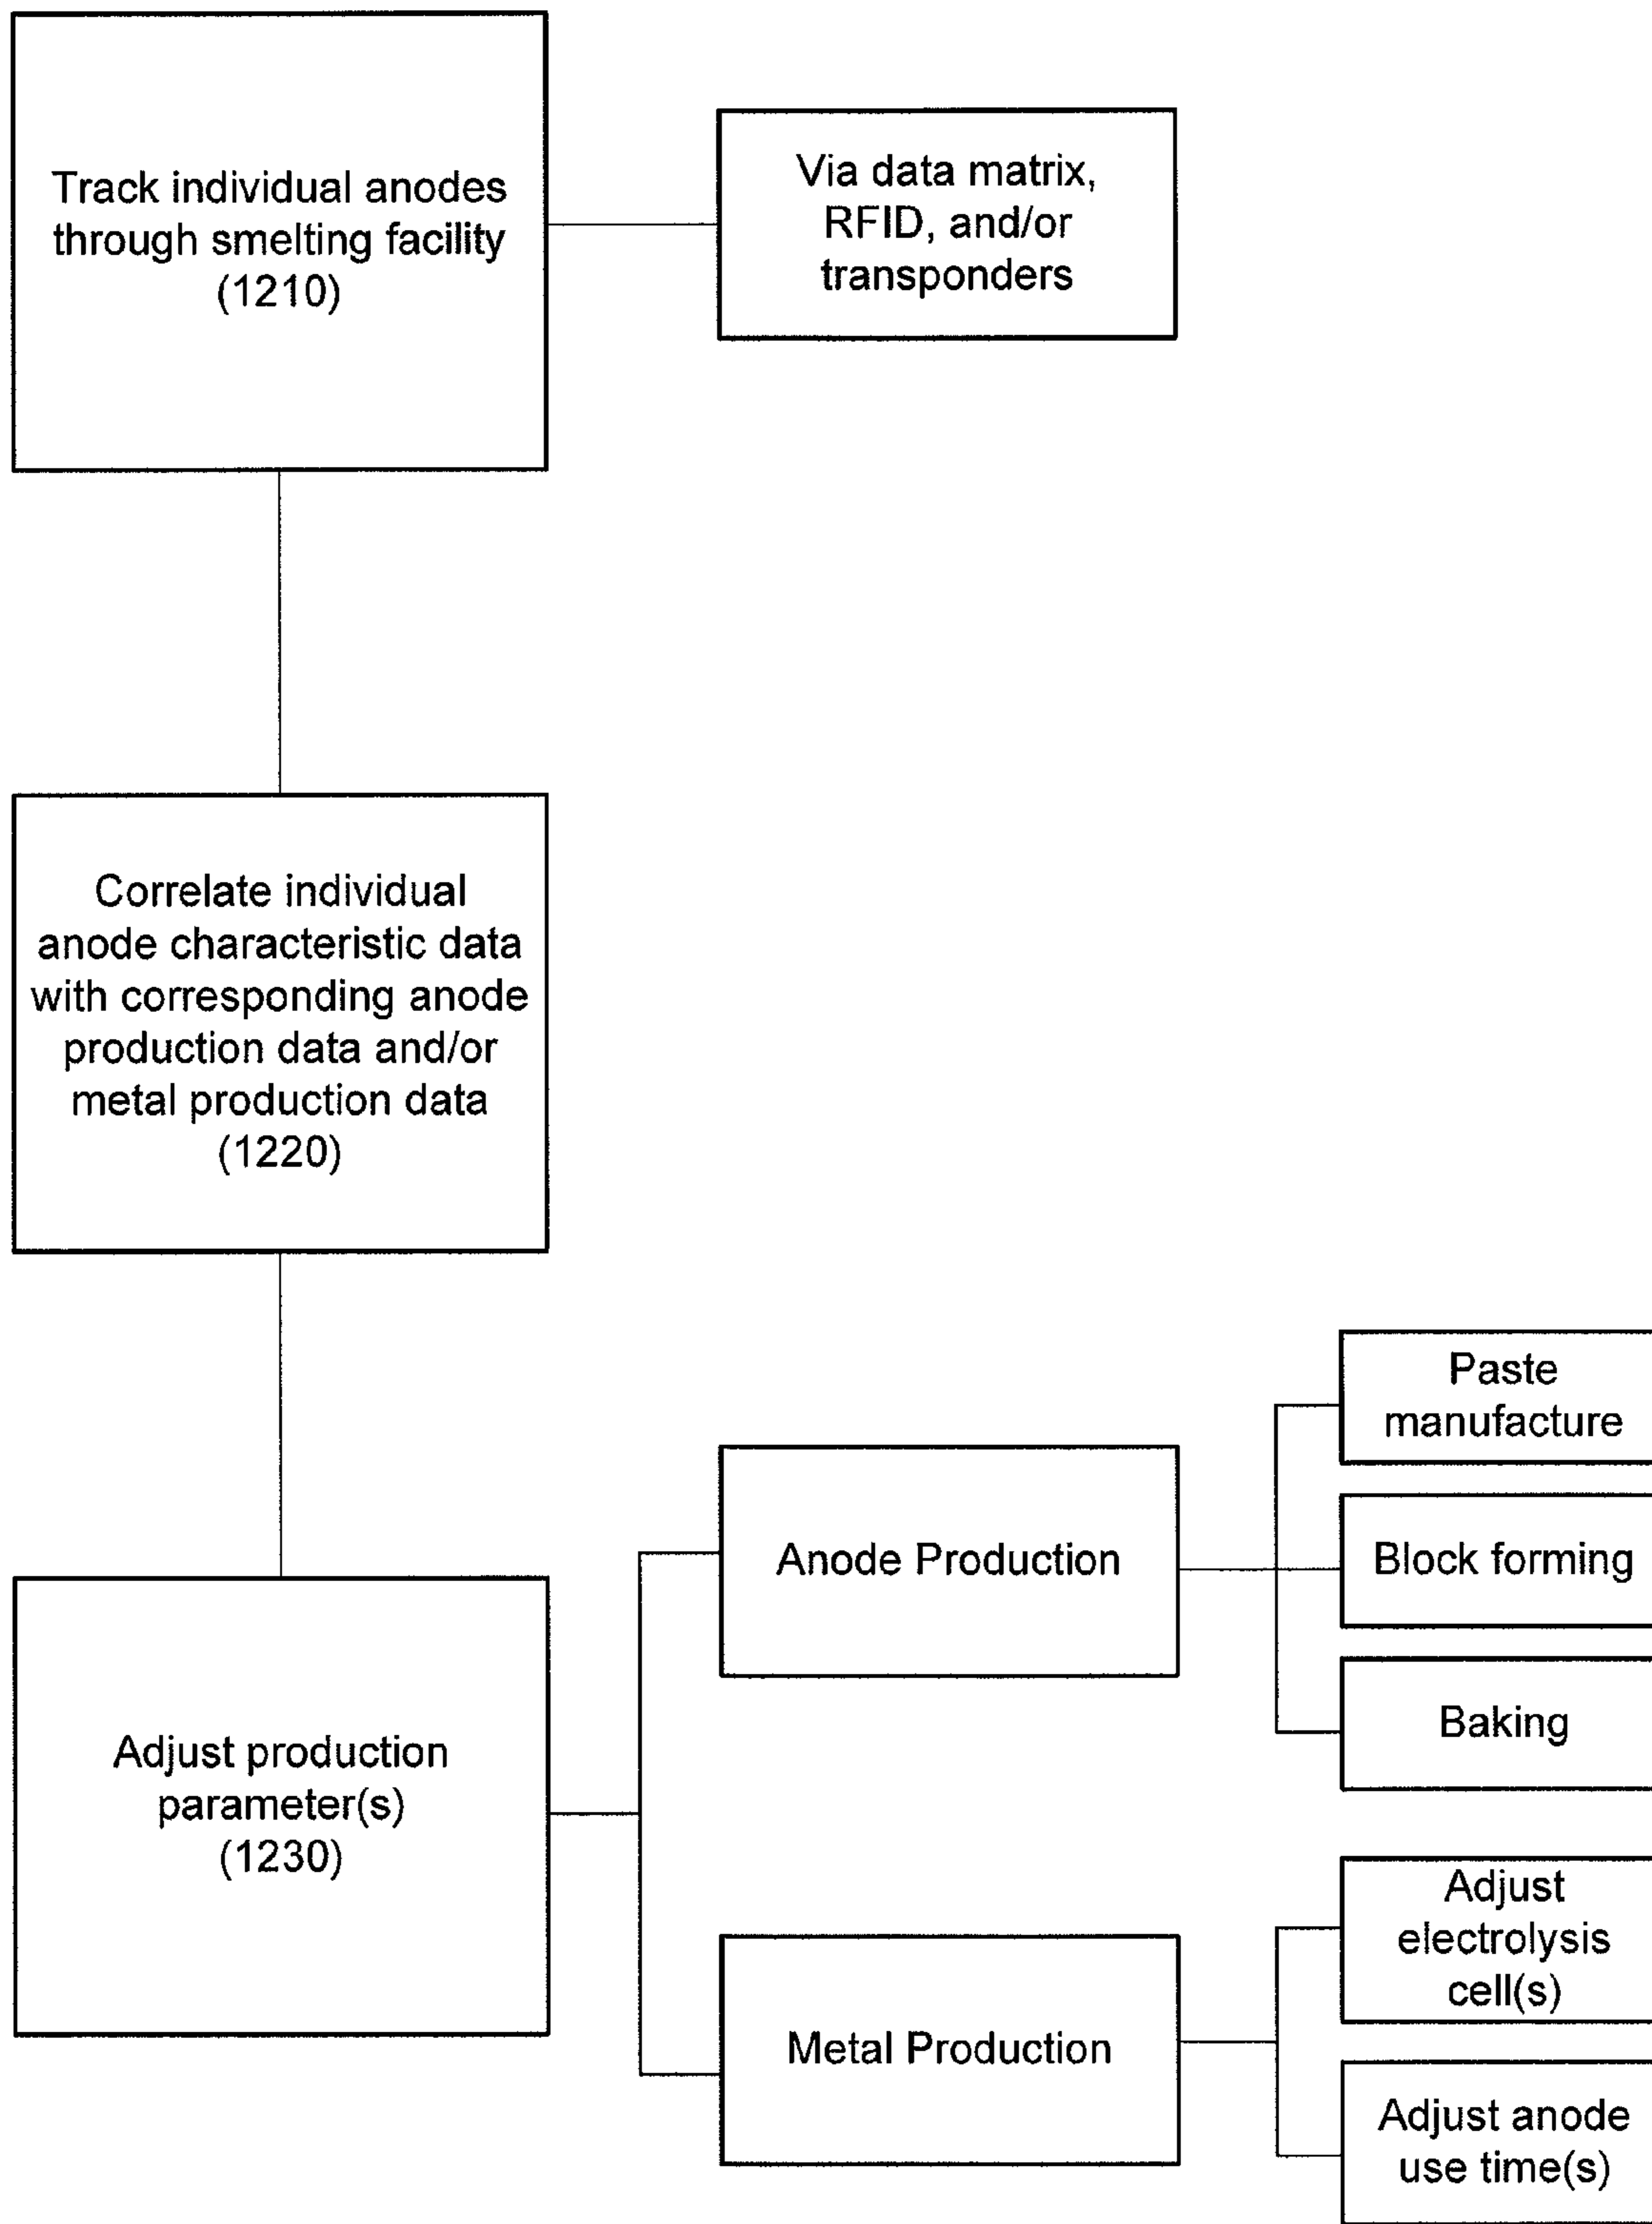 Track individual anodes
through smelting facility
(1210)
Via data matrix,
RFID, and/or
transponders
Correlate individual
anode characteristic data
with corresponding anode
production data and/or
metal production data
(1220)
Adjust production
parameter(s)
(1230)
Anode Production
Paste
manufacture
Block forming
Baking
Metal Production
Adjust
electrolysis
cell(s)
Adjust anode
use time(s)